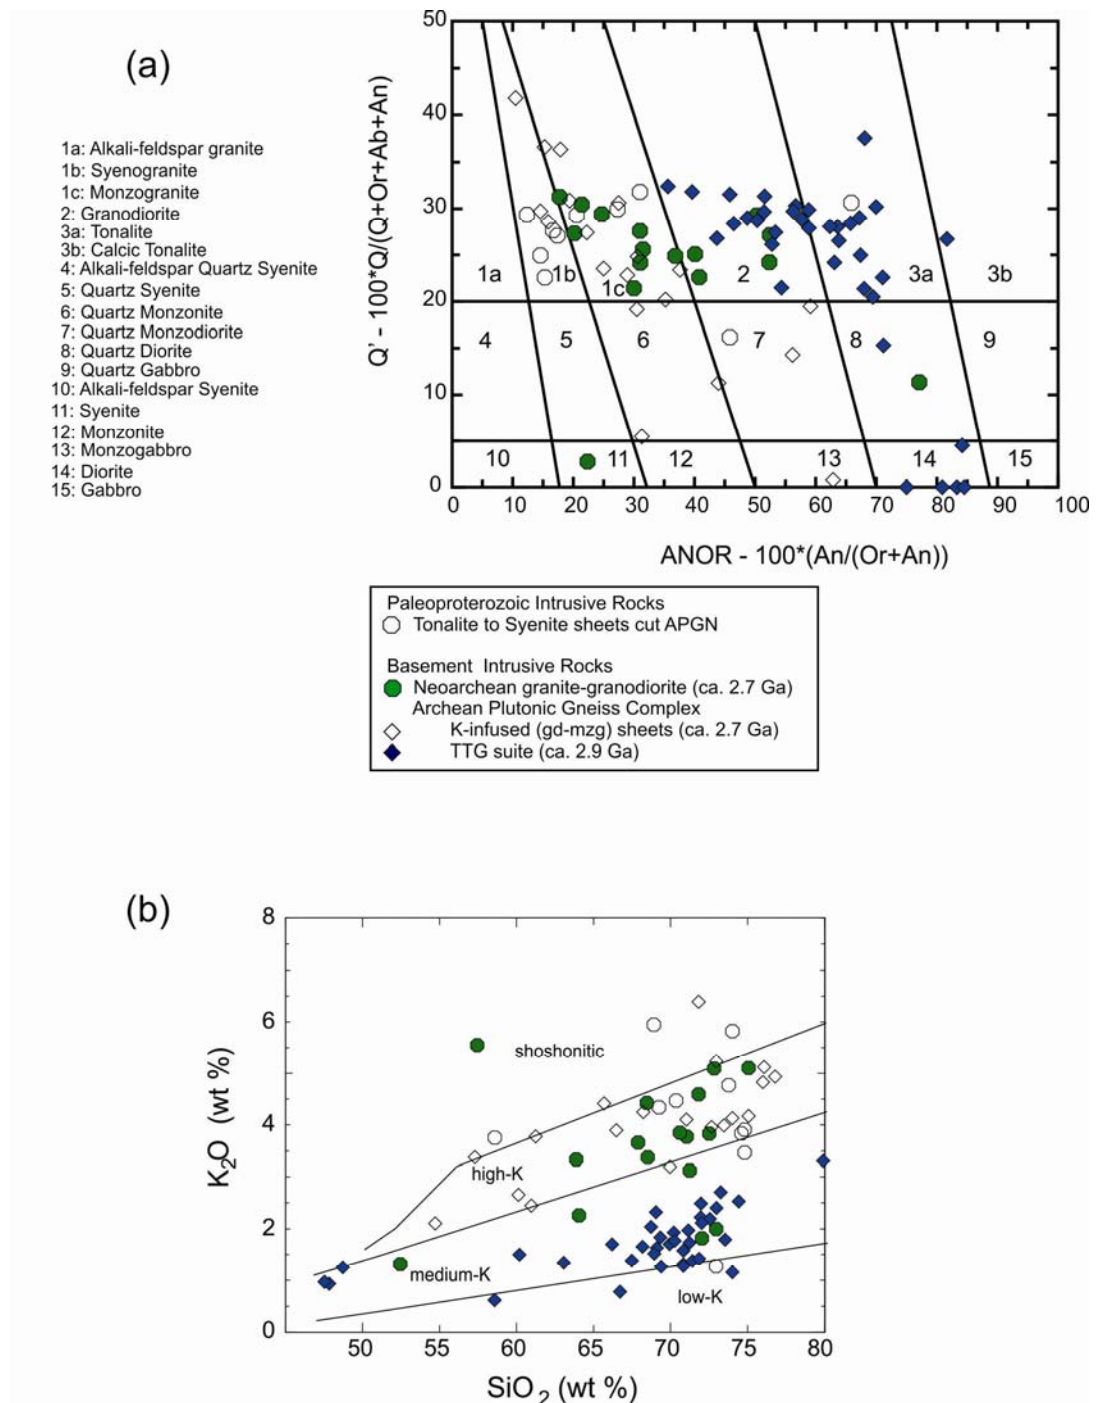 (a)
1a: Alkali-feldspar granite
1b: Syenogranite
1c: Monzogranite
2: Granodiorite
3a: Tonalite
3b: Calcic Tonalite
4: Alkali-feldspar Quartz Syenite
5: Quartz Syenite
6: Quartz Monzonite
7: Quartz Monzodiorite
8: Quartz Diorite
9: Quartz Gabbro
10: Alkali-feldspar Syenite
11: Syenite
12: Monzonite
13: Monzogabbro
14: Diorite
15: Gabbro
Q' - 100*Q/(Q+Or+Ab+An)
50
40
30
20
10
0
1a 1b 1c 2 3a 3b
4 5 6 7 8 9
10 11 12 13 14 15
0 10 20 30 40 50 60 70 80 90 100
ANOR - 100*(An/(Or+An))
Paleoproterozoic Intrusive Rocks
Tonalite to Syenite sheets cut APGN
Basement Intrusive Rocks
Neoarchean granite-granodiorite (ca. 2.7 Ga)
Archean Plutonic Gneiss Complex
K-infused (gd-mzg) sheets (ca. 2.7 Ga)
TTG suite (ca. 2.9 Ga)
(b)
K2O (wt %)
8
6
4
2
0
shoshonitic
high-K
medium-K
low-K
50 55 60 65 70 75 80
SiO2 (wt %)